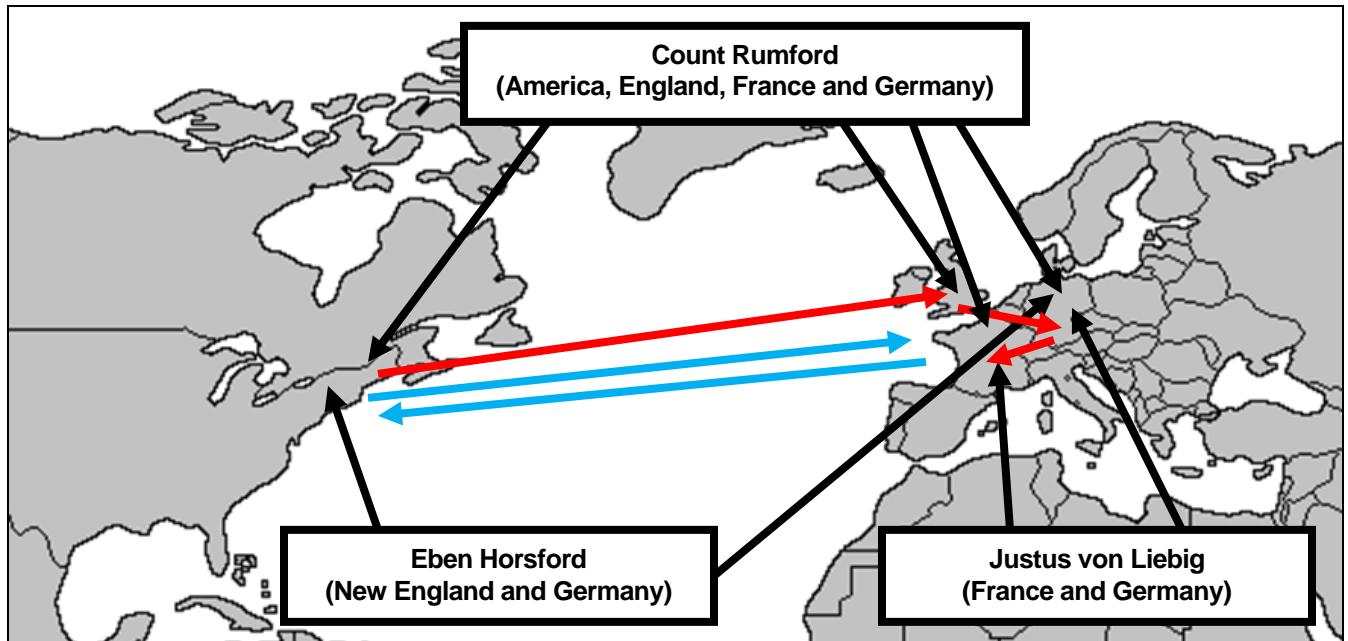 Count Rumford
(America, England, France and Germany)
Eben Horsford
(New England and Germany)
Justus von Liebig
(France and Germany)